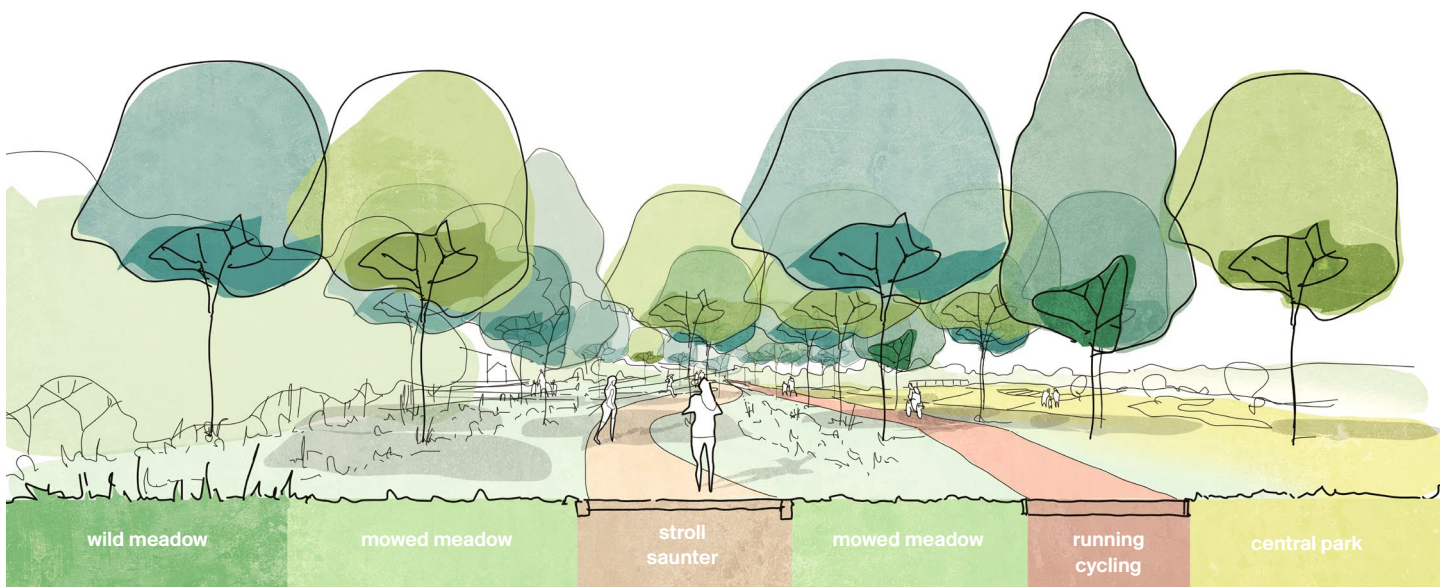 wild meadow
mowed meadow
stroll
saunter
mowed meadow
running
cycling
central park